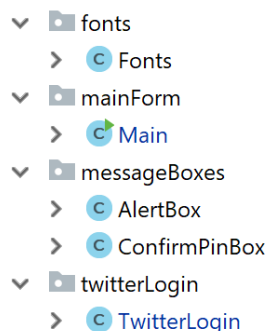 fonts
C Fonts
mainForm
C Main
messageBoxes
C AlertBox
C ConfirmPinBox
twitterLogin
C TwitterLogin